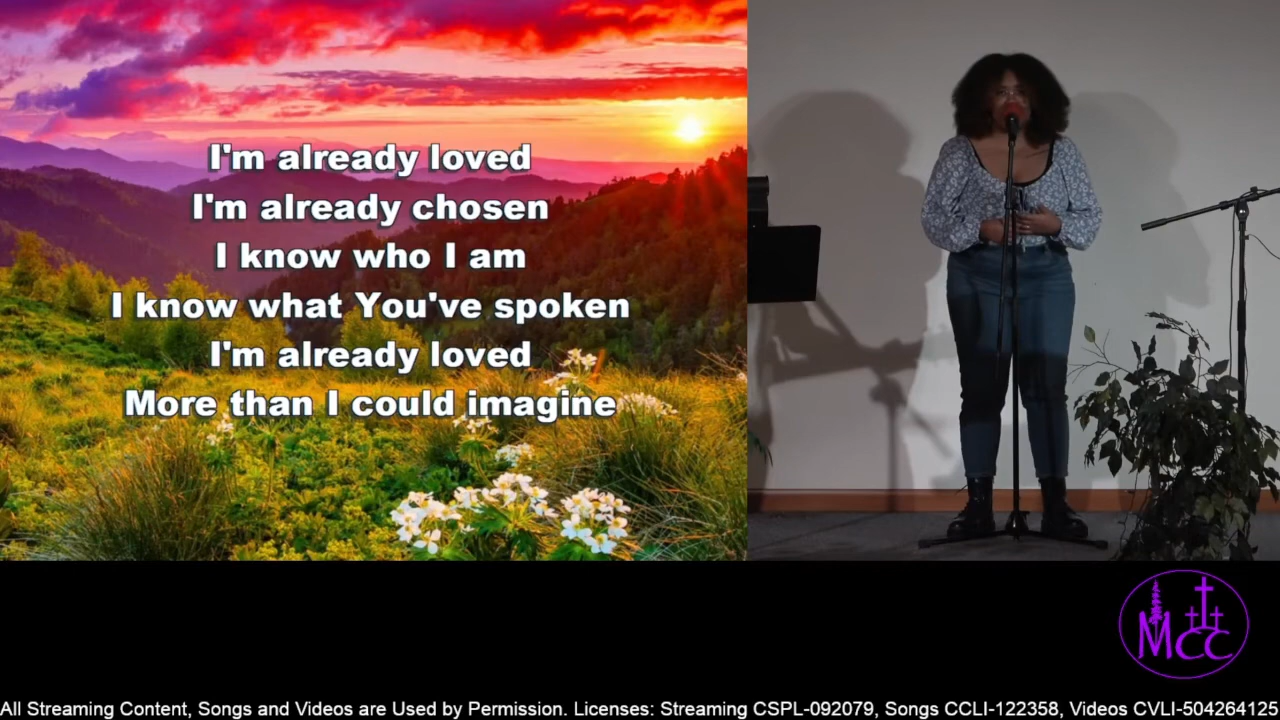 I'm already loved
I'm already chosen
I know who I am
I know what You've spoken
I'm already loved
More than I could imagine
MCC
All Streaming Content, Songs and Videos are Used by Permission. Licenses: Streaming CSPL-092079, Songs CCLI-122358, Videos CVLI-504264125